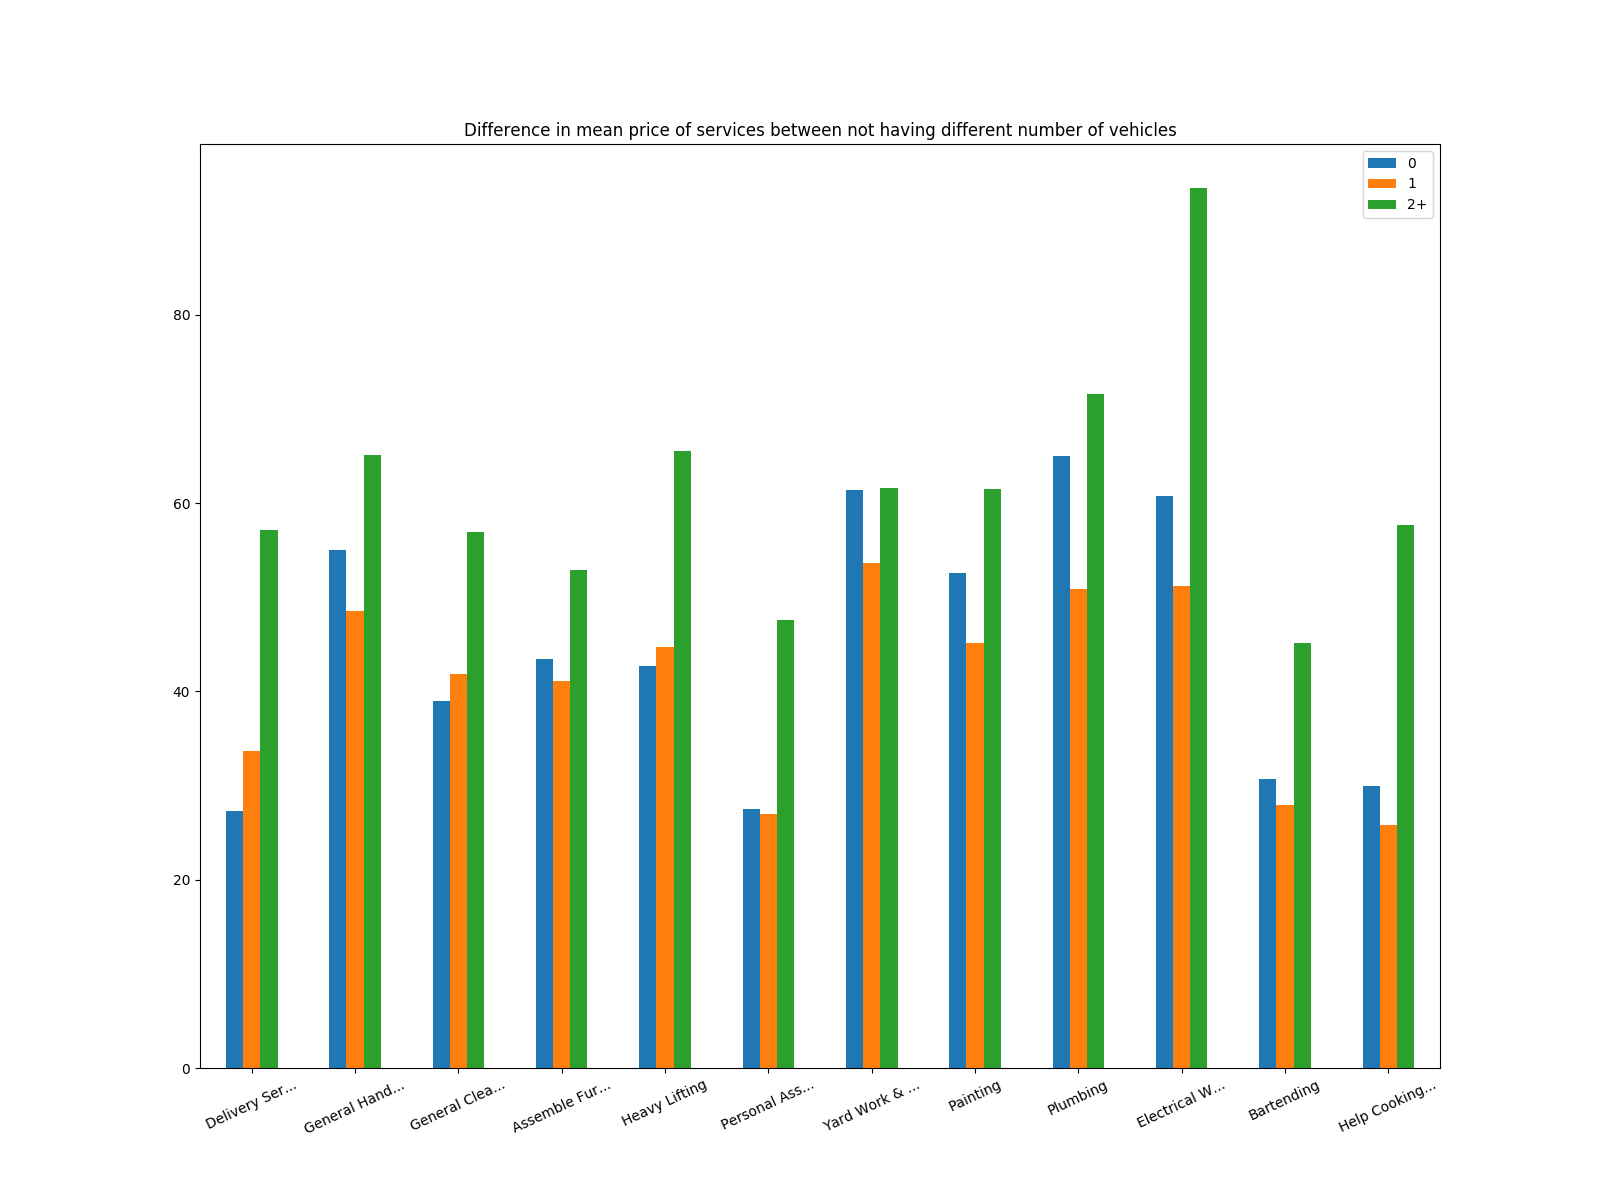 Difference in mean price of services between not having different number of vehicles
0
1
2+
80
60
40
20
0
Delivery Ser...
General Hand...
General Clea...
Assemble Fur...
Heavy Lifting
Personal Ass...
Yard Work & ...
Painting
Plumbing
Electrical W...
Bartending
Help Cooking...